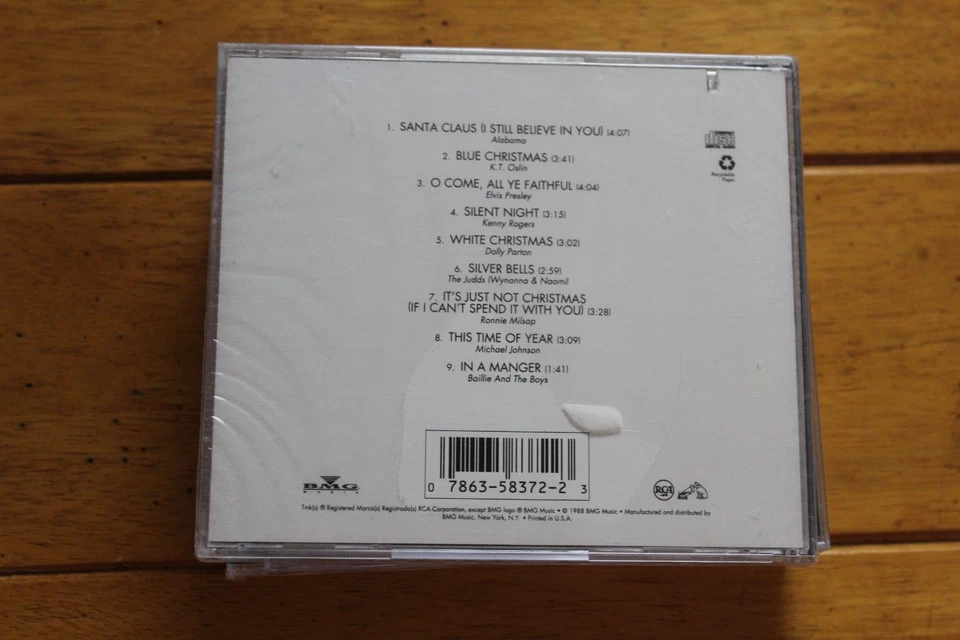 1. SANTA CLAUS (I STILL BELIEVE IN YOU) (4:07)
Alabama
2. BLUE CHRISTMAS (3:41)
K.T. Oslin
3. O COME, ALL YE FAITHFUL (4:04)
Elvis Presley
4. SILENT NIGHT (3:15)
Kenny Rogers
5. WHITE CHRISTMAS (3:02)
Dolly Parton
6. SILVER BELLS (2:59)
The Judds (Wynonna & Naomi)
7. IT'S JUST NOT CHRISTMAS
(IF I CAN'T SPEND IT WITH YOU) (3:28)
Ronnie Milsap
8. THIS TIME OF YEAR (3:09)
Michael Johnson
9. IN A MANGER (1:41)
Baillie And The Boys
disc
Recyclable
Paper
0 7863-58372-2 3
BMG
MUSIC
RCA
Tmk(s) ® Registered Marca(s) Registrada(s) RCA Corporation, except BMG logo ® BMG Music • © 1988 BMG Music • Manufactured and distributed by
BMG Music, New York, N.Y. • Printed in U.S.A.